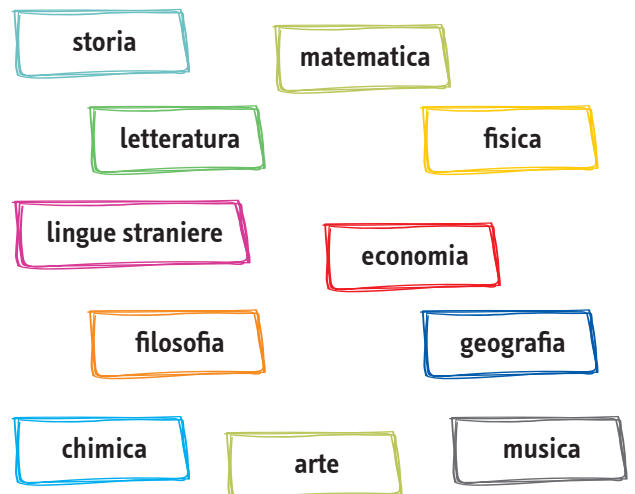 storia
matematica
letteratura
fisica
lingue straniere
economia
filosofia
geografia
chimica
arte
musica